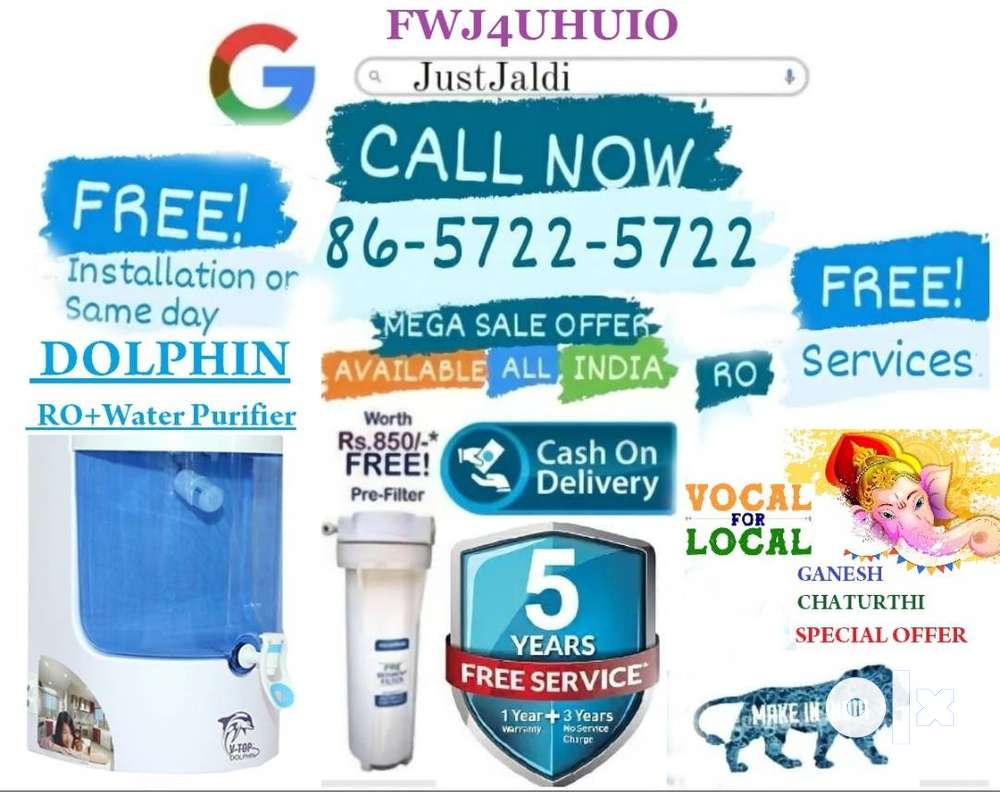 FWJ4UHUIO
G
JustJaldi
CALL NOW
86-5722-5722
FREE!
Installation or
Same day
DOLPHIN
RO+Water Purifier
MEGA SALE OFFER
AVAILABLE ALL INDIA
RO
FREE!
Services
Worth
Rs.850/-*
FREE!
Pre-Filter
Cash On
Delivery
VOCAL
FOR
LOCAL
GANESH
CHATURTHI
SPECIAL OFFER
5
YEARS
FREE SERVICE
1 Year + 3 Years
Warranty No Service
Charge
V-TOP
DOLPHIN
MAKE IN
olx